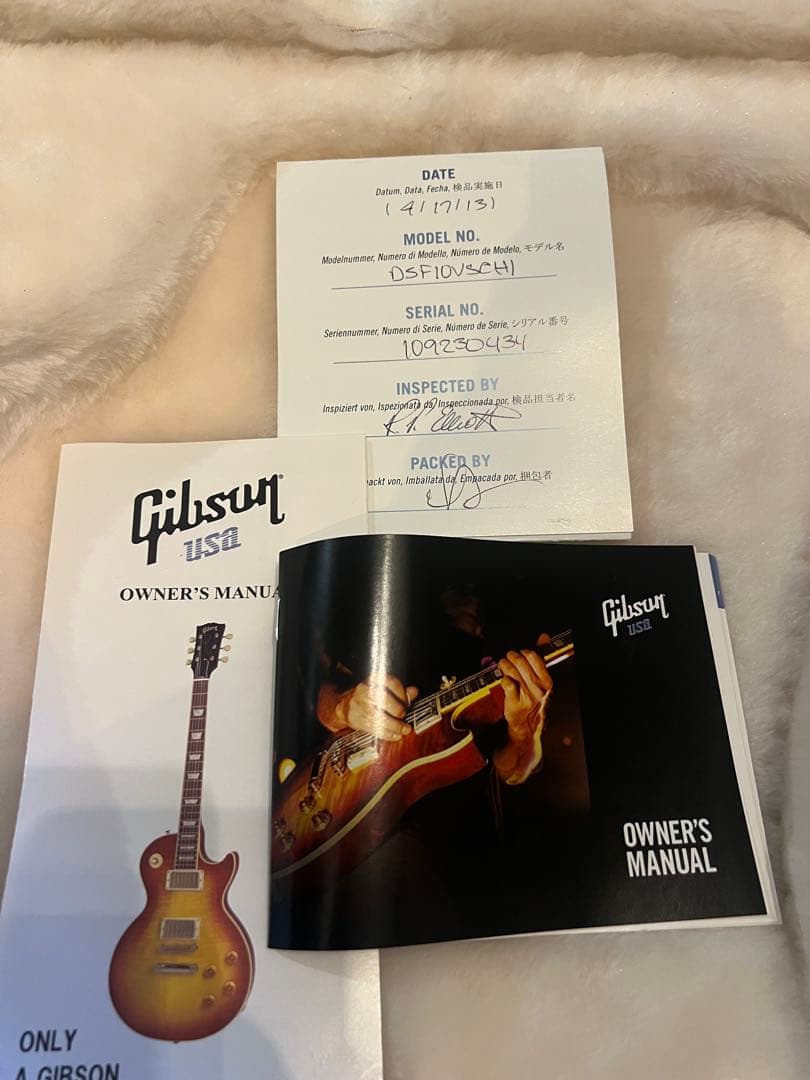 DATE
Datum, Data, Fecha, 検品実施日
(4/17/13)
MODEL NO.
Modelnummer, Numero di Modello, Número de Modelo, モデル名
DSF10VSCH1
SERIAL NO.
Seriennummer, Numero di Serie, Número de Serie, シリアル番号
109230434
INSPECTED BY
Inspiziert von, Ispezionata da, Inspeccionada por, 検品担当者名
PACKED BY
von, Imballata da, Empacada por, 梱包者
Gibson
usa
OWNER'S
Gibson
ONLY
A GIBSON
Gibson
usa
OWNER'S
MANUAL